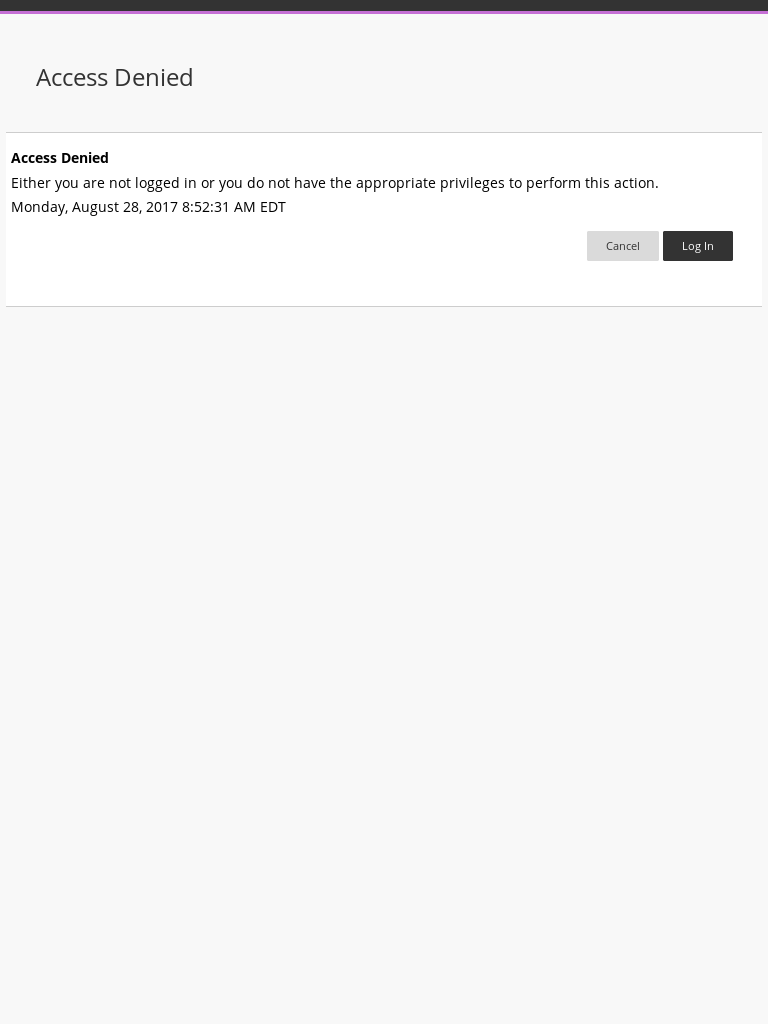 Access Denied
Access Denied
Either you are not logged in or you do not have the appropriate privileges to perform this action.
Monday, August 28, 2017 8:52:31 AM EDT
Cancel Log In